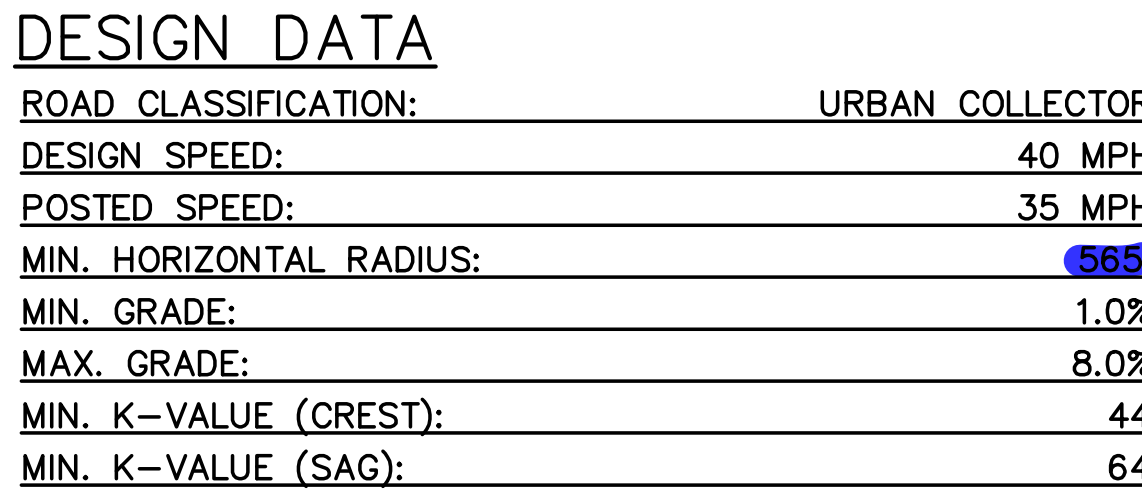 DESIGN DATA
ROAD CLASSIFICATION: URBAN COLLECTOR
DESIGN SPEED: 40 MPH
POSTED SPEED: 35 MPH
MIN. HORIZONTAL RADIUS: 565
MIN. GRADE: 1.0%
MAX. GRADE: 8.0%
MIN. K-VALUE (CREST): 44
MIN. K-VALUE (SAG): 64